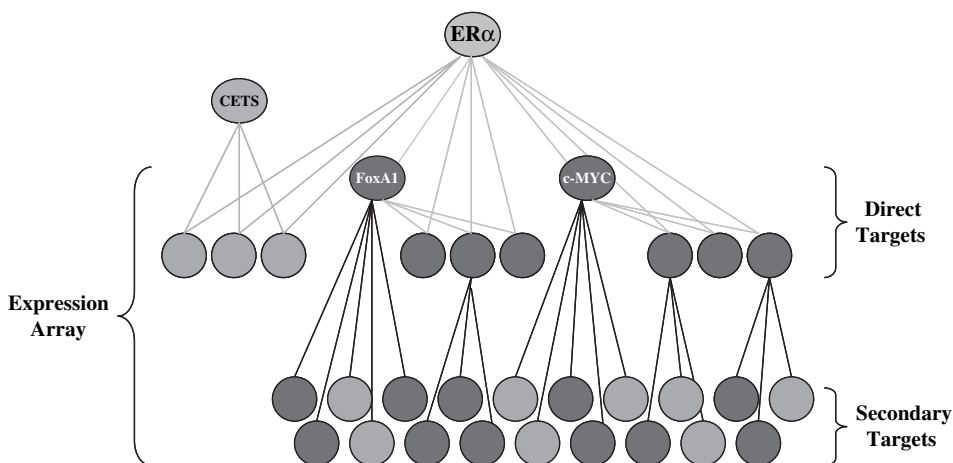 ERα
CETS
FoxA1
c-MYC
Direct
Targets
Expression
Array
Secondary
Targets